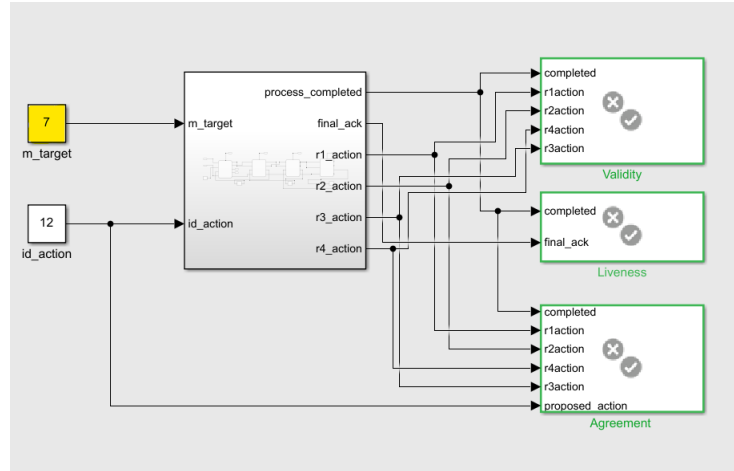 7
m_target
12
id_action
m_target
id_action
process_completed
final_ack
r1_action
r2_action
r3_action
r4_action
completed
r1action
r2action
r4action
r3action
Validity
completed
final_ack
Liveness
completed
r1action
r2action
r4action
r3action
proposed_action
Agreement